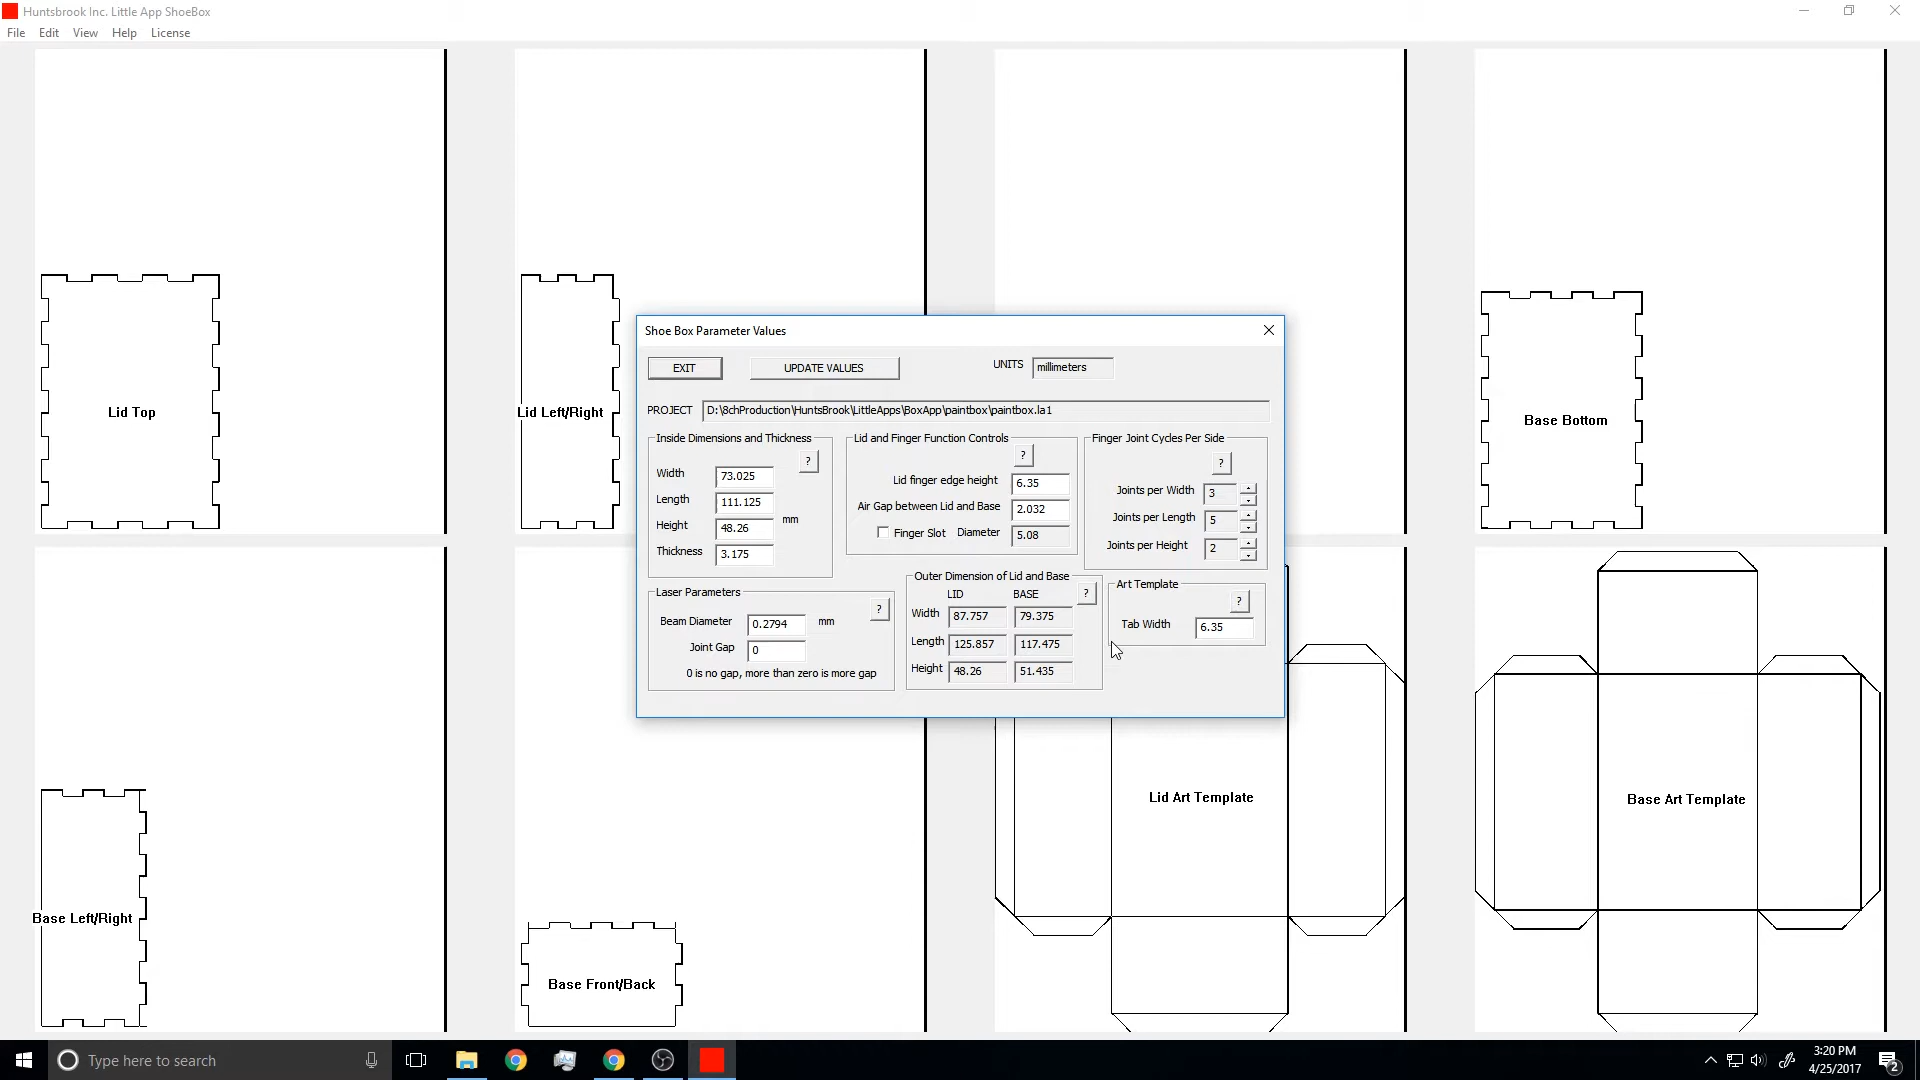 Huntsbrook Inc. Little App ShoeBox
File Edit View Help License
Lid Top
Lid Left/Right
Base Bottom
Shoe Box Parameter Values
EXIT
UPDATE VALUES
UNITS millimeters
PROJECT D:\8chProduction\HuntsBrook\LittleApps\BoxApp\paintbox\paintbox.la1
Inside Dimensions and Thickness
?
Width 73.025
Length 111.125
mm
Height 48.26
Thickness 3.175
Lid and Finger Function Controls
?
Lid finger edge height 6.35
Air Gap between Lid and Base 2.032
Finger Slot Diameter 5.08
Finger Joint Cycles Per Side
?
Joints per Width 3
Joints per Length 5
Joints per Height 2
Laser Parameters
?
Beam Diameter 0.2794 mm
Joint Gap 0
0 is no gap, more than zero is more gap
Outer Dimension of Lid and Base
LID BASE ?
Width 87.757 79.375
Length 125.857 117.475
Height 48.26 51.435
Art Template
?
Tab Width 6.35
Base Left/Right
Base Front/Back
Lid Art Template
Base Art Template
Type here to search
3:20 PM
4/25/2017
2